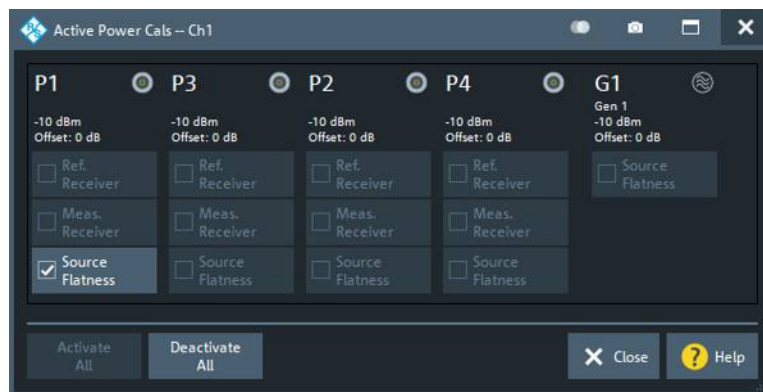 Active Power Cals -- Ch1
P1
-10 dBm
Offset: 0 dB
Ref.
Receiver
Meas.
Receiver
Source
Flatness
P3
-10 dBm
Offset: 0 dB
Ref.
Receiver
Meas.
Receiver
Source
Flatness
P2
-10 dBm
Offset: 0 dB
Ref.
Receiver
Meas.
Receiver
Source
Flatness
P4
-10 dBm
Offset: 0 dB
Ref.
Receiver
Meas.
Receiver
Source
Flatness
G1
Gen 1
-10 dBm
Offset: 0 dB
Source
Flatness
Activate
All
Deactivate
All
Close
? Help